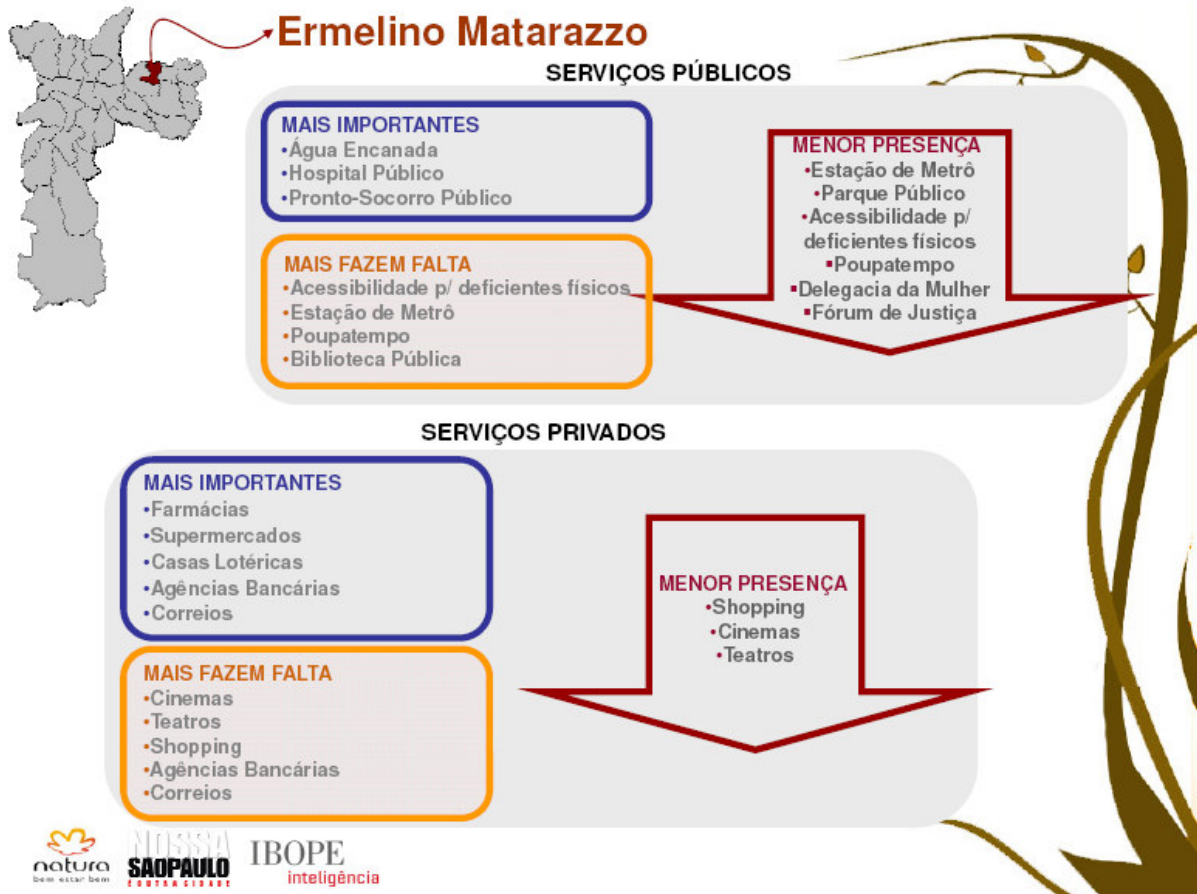 Ermelino Matarazzo
SERVIÇOS PÚBLICOS
MAIS IMPORTANTES
•Água Encanada
•Hospital Público
•Pronto-Socorro Público
MAIS FAZEM FALTA
•Acessibilidade p/ deficientes físicos
•Estação de Metrô
•Poupatempo
•Biblioteca Pública
MENOR PRESENÇA
•Estação de Metrô
•Parque Público
•Acessibilidade p/
deficientes físicos
▪Poupatempo
▪Delegacia da Mulher
▪Fórum de Justiça
SERVIÇOS PRIVADOS
MAIS IMPORTANTES
•Farmácias
•Supermercados
•Casas Lotéricas
•Agências Bancárias
•Correios
MAIS FAZEM FALTA
•Cinemas
•Teatros
•Shopping
•Agências Bancárias
•Correios
MENOR PRESENÇA
•Shopping
•Cinemas
•Teatros
natura
bem estar bem
NOSSA
SAOPAULO
OUTRA CIDADE
IBOPE
inteligência